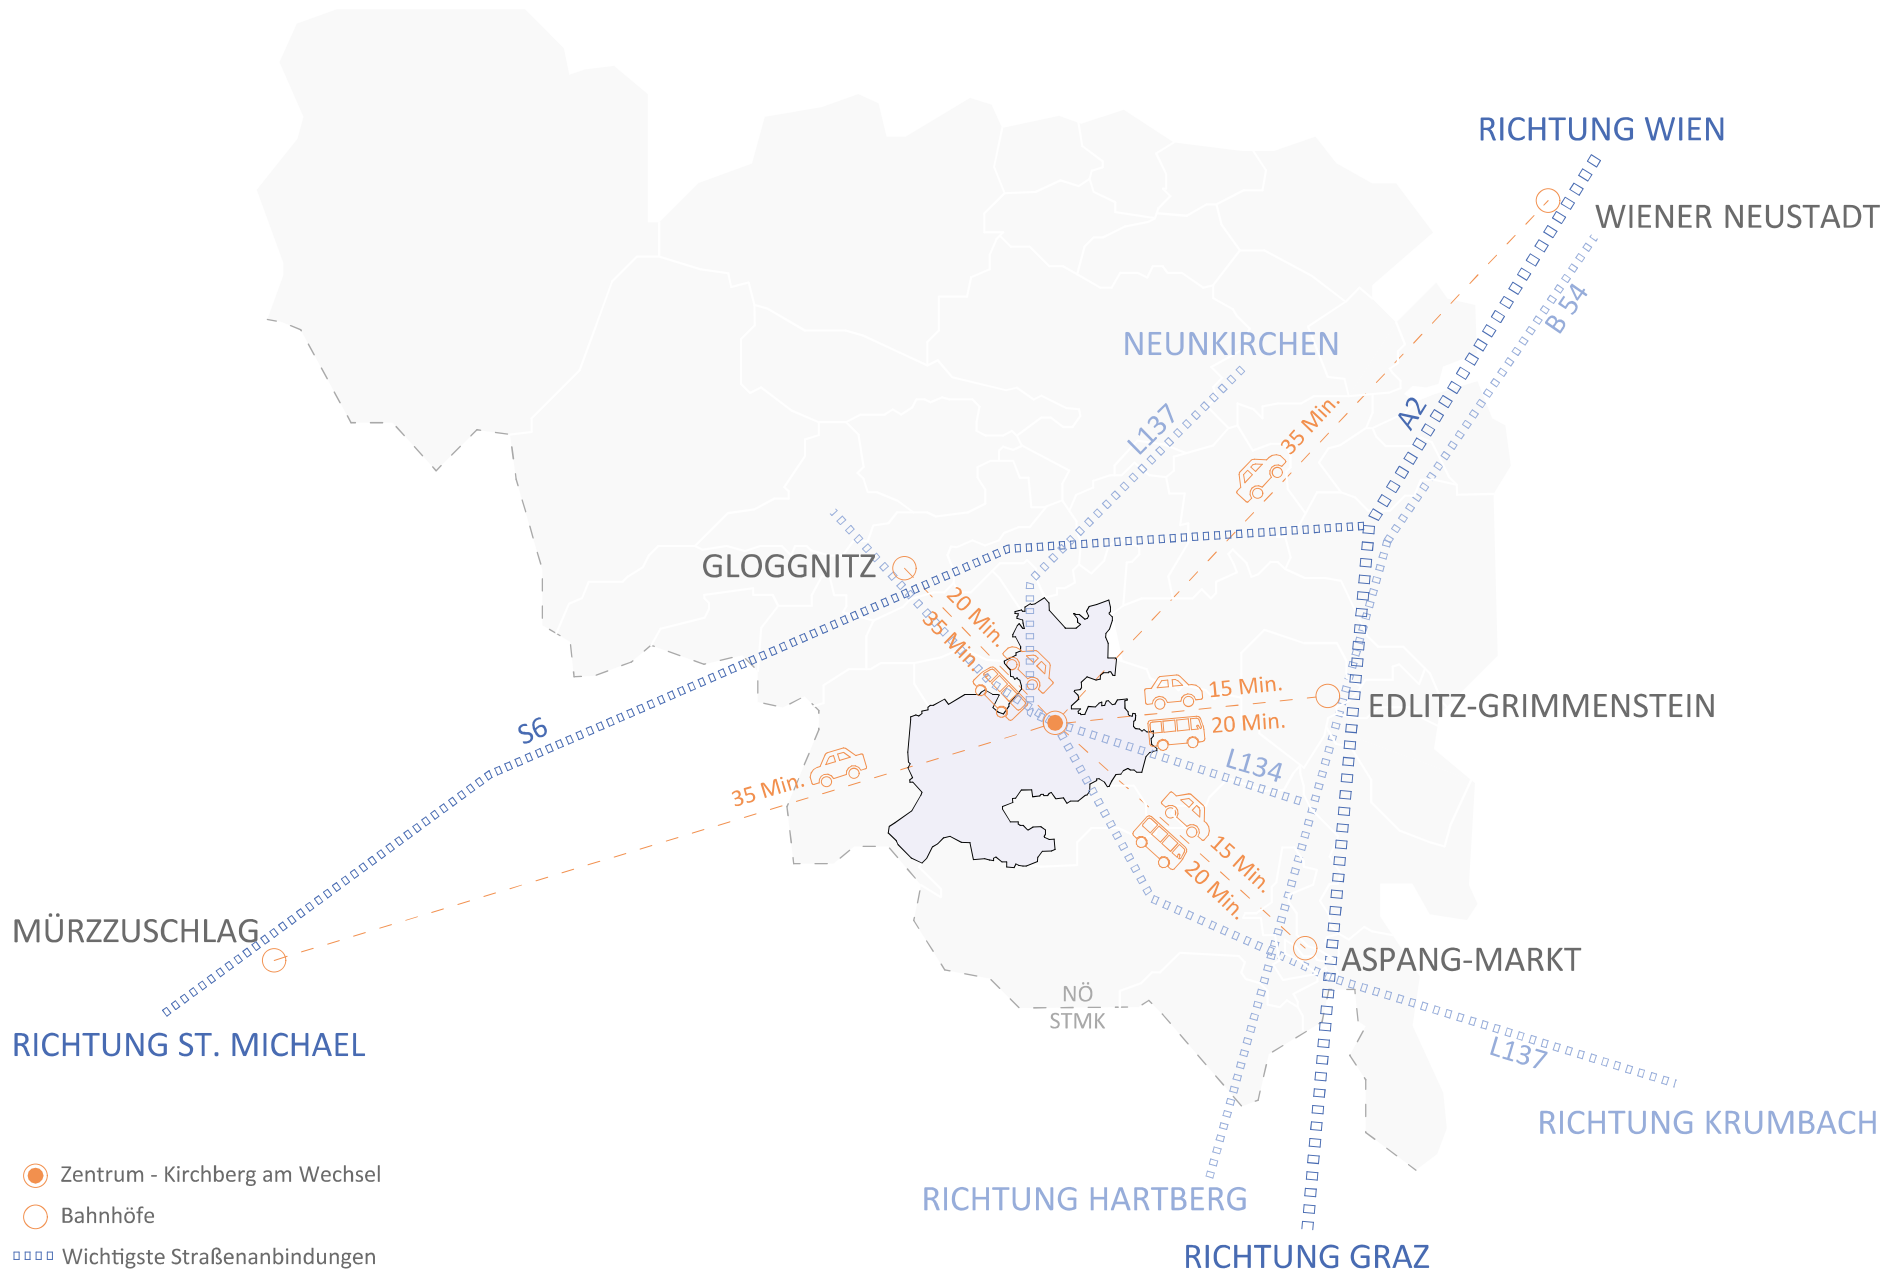 RICHTUNG WIEN
WIENER NEUSTADT
B 54
NEUNKIRCHEN
A2
35 Min.
L137
GLOGGNITZ
20 Min.
35 Min.
15 Min.
EDLITZ-GRIMMENSTEIN
20 Min.
S6
L134
35 Min.
15 Min.
20 Min.
MÜRZZUSCHLAG
ASPANG-MARKT
NÖ
STMK
RICHTUNG ST. MICHAEL
L137
RICHTUNG KRUMBACH
RICHTUNG HARTBERG
RICHTUNG GRAZ
Zentrum - Kirchberg am Wechsel
Bahnhöfe
Wichtigste Straßenanbindungen